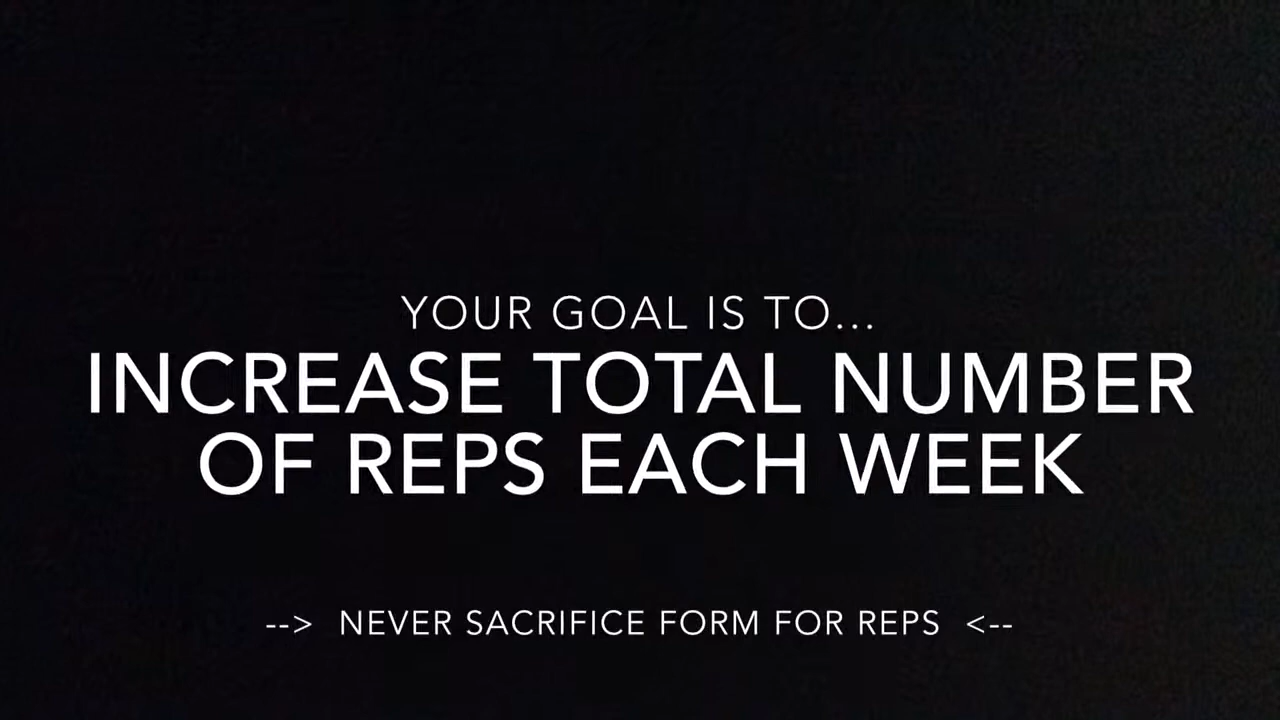 YOUR GOAL IS TO...
INCREASE TOTAL NUMBER
OF REPS EACH WEEK
--> NEVER SACRIFICE FORM FOR REPS <--